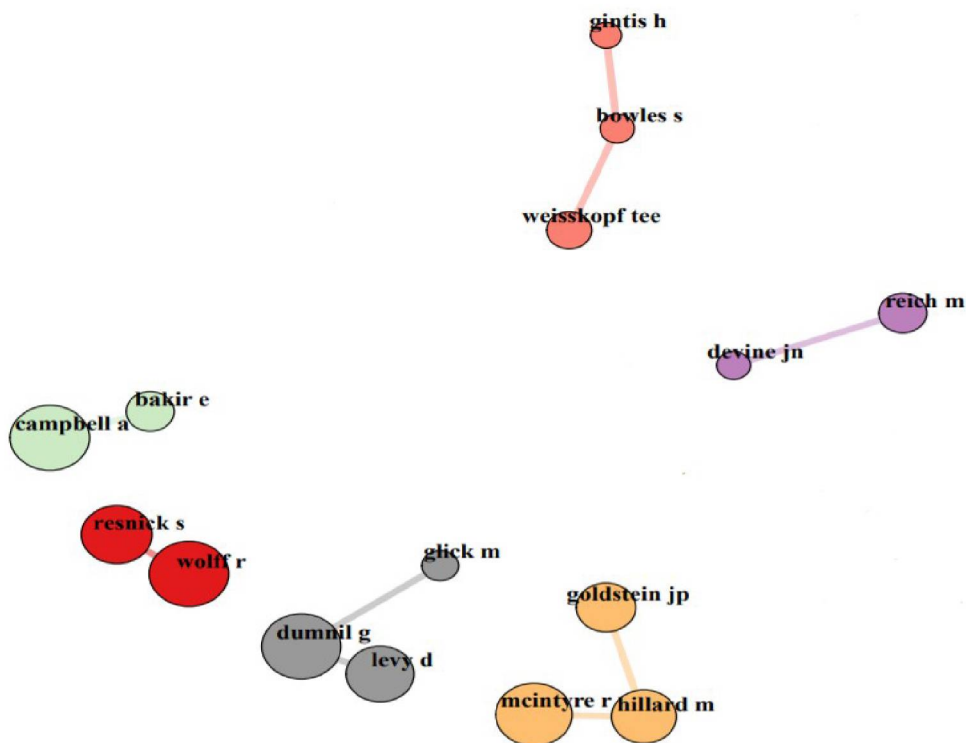 gintis h
bowles s
weisskopf tee
reich m
devine jn
bakir e
campbell a
resnick s
wolff r
glick m
goldstein jp
dumnil g
levy d
mcintyre r
hillard m